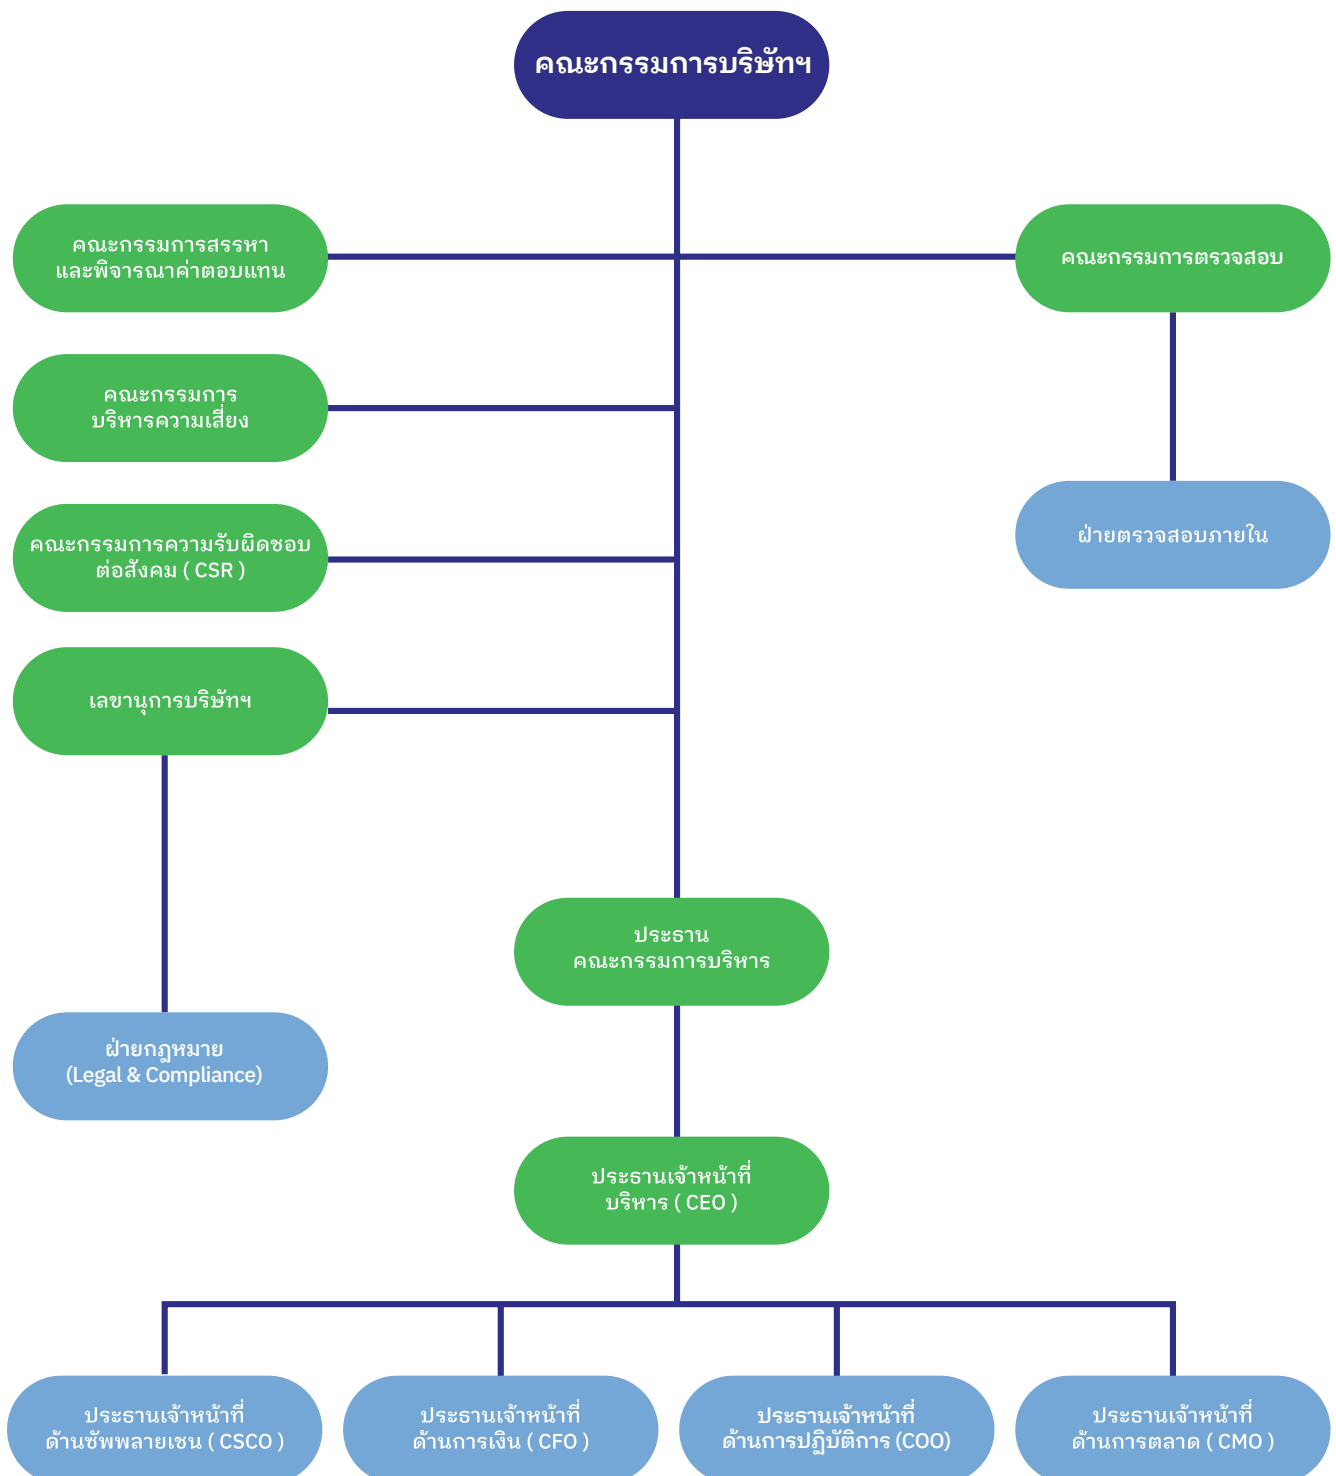 คณะกรรมการบริษัทฯ
คณะกรรมการสรรหา
และพิจารณาค่าตอบแทน
คณะกรรมการตรวจสอบ
คณะกรรมการ
บริหารความเสี่ยง
คณะกรรมการความรับผิดชอบ
ต่อสังคม ( CSR )
ฝ่ายตรวจสอบภายใน
เลขานุการบริษัทฯ
ประธาน
คณะกรรมการบริหาร
ฝ่ายกฎหมาย
(Legal & Compliance)
ประธานเจ้าหน้าที่
บริหาร ( CEO )
ประธานเจ้าหน้าที่
ด้านซัพพลายเชน ( CSCO )
ประธานเจ้าหน้าที่
ด้านการเงิน ( CFO )
ประธานเจ้าหน้าที่
ด้านการปฏิบัติการ (COO)
ประธานเจ้าหน้าที่
ด้านการตลาด ( CMO )